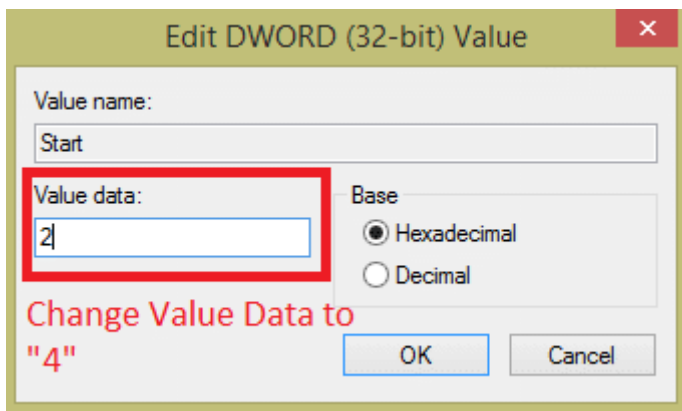 Edit DWORD (32-bit) Value
Value name:
Start
Value data:
2
Base
Hexadecimal
Decimal
Change Value Data to
"4"
OK
Cancel